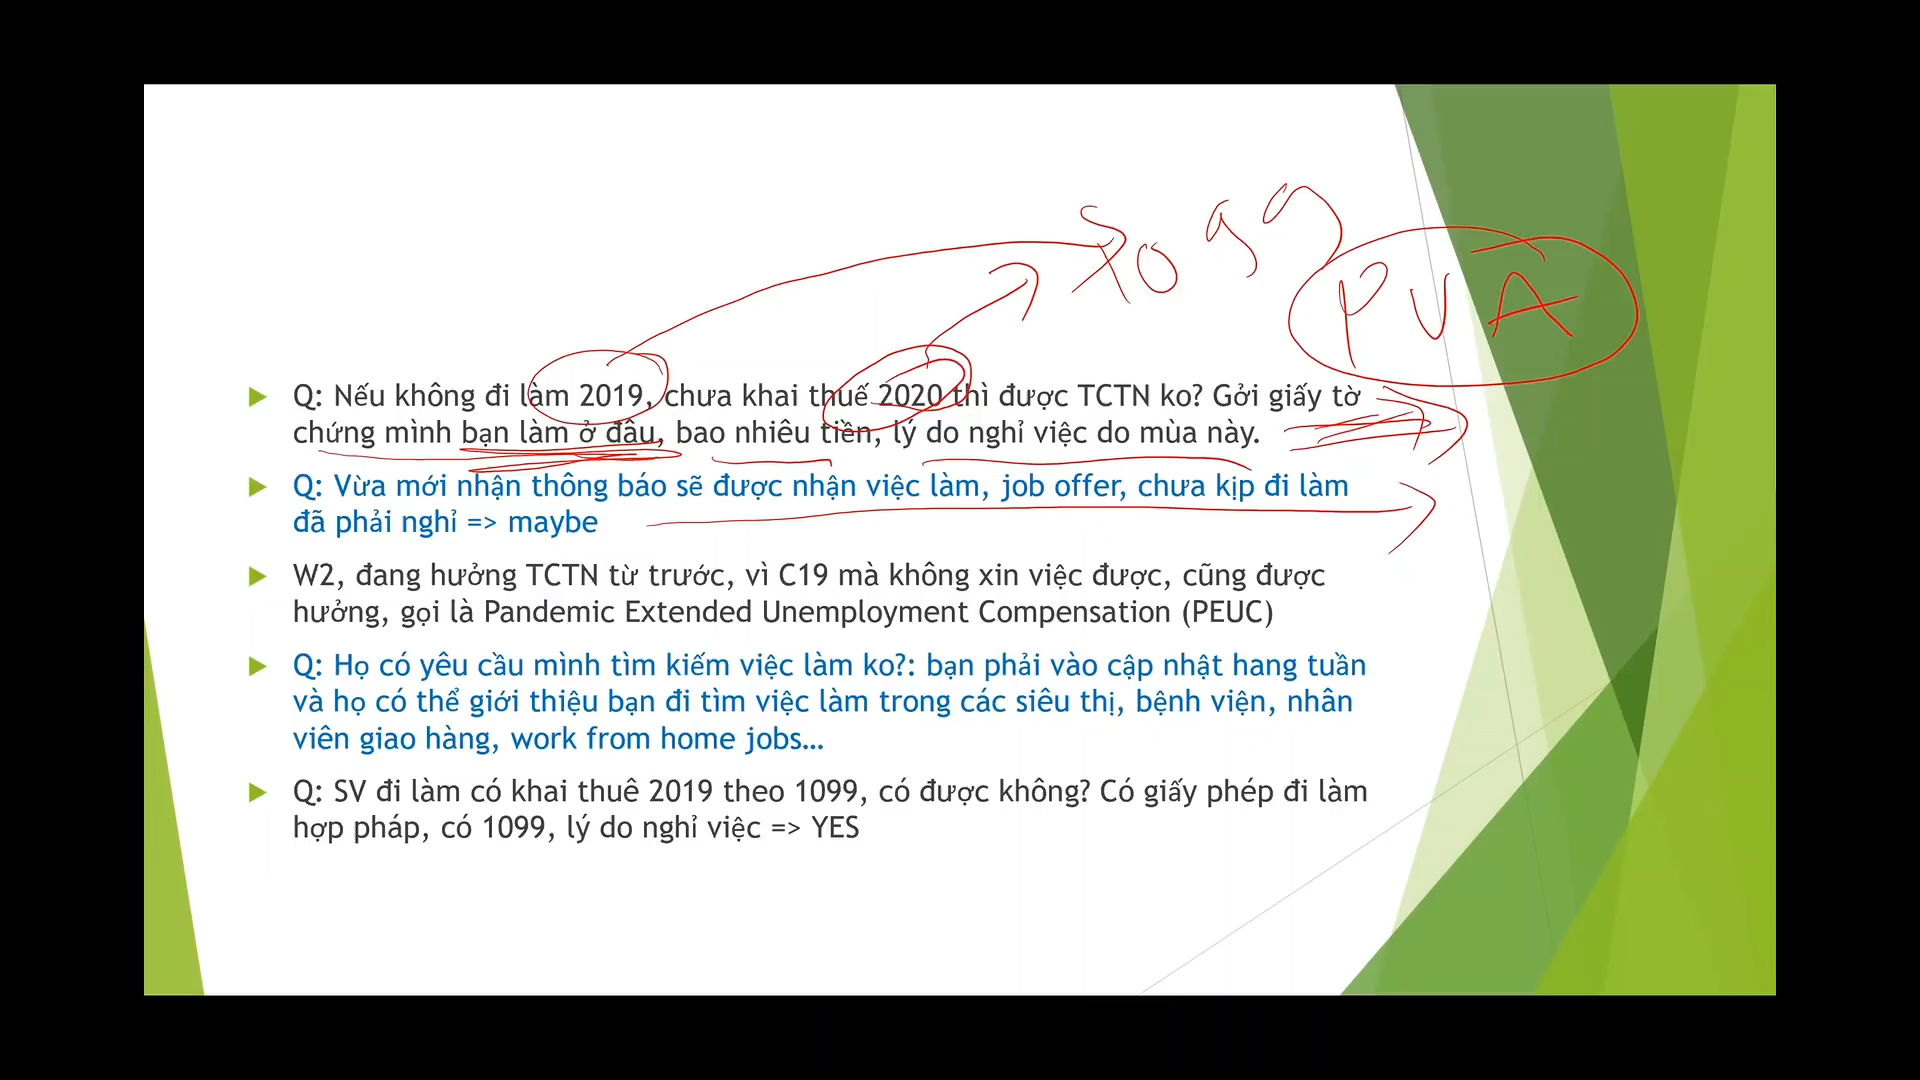 1099
PUA
Q: Nếu không đi làm 2019, chưa khai thuế 2020 thì được TCTN ko? Gởi giấy tờ
chứng mình bạn làm ở đâu, bao nhiêu tiền, lý do nghỉ việc do mùa này.
Q: Vừa mới nhận thông báo sẽ được nhận việc làm, job offer, chưa kịp đi làm
đã phải nghỉ => maybe
W2, đang hưởng TCTN từ trước, vì C19 mà không xin việc được, cũng được
hưởng, gọi là Pandemic Extended Unemployment Compensation (PEUC)
Q: Họ có yêu cầu mình tìm kiếm việc làm ko?: bạn phải vào cập nhật hang tuần
và họ có thể giới thiệu bạn đi tìm việc làm trong các siêu thị, bệnh viện, nhân
viên giao hàng, work from home jobs…
Q: SV đi làm có khai thuê 2019 theo 1099, có được không? Có giấy phép đi làm
hợp pháp, có 1099, lý do nghỉ việc => YES